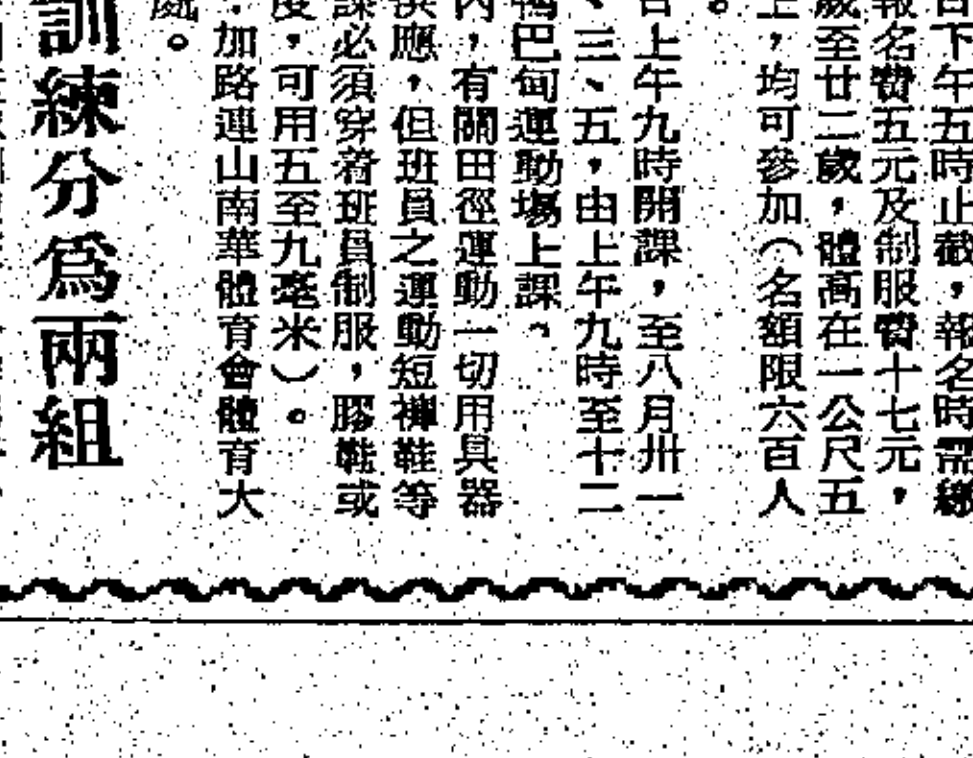 日下午五時止截，報名時需繳
報名費五元及制服費十七元，
歲至廿二歲，體高在一公尺五
上，均可參加（名額限六百人
。
日上午九時開課，至八月卅一
、三、五，由上午九時至十二
鴨巴甸運動場上課。
內，有關田徑運動一切用具器
供應，但班員之運動短褲鞋等
課必須穿着班員制服，膠鞋或
度，可用五至九毫米）。
：加路連山南華體育會體育大
處。
訓練分爲兩組